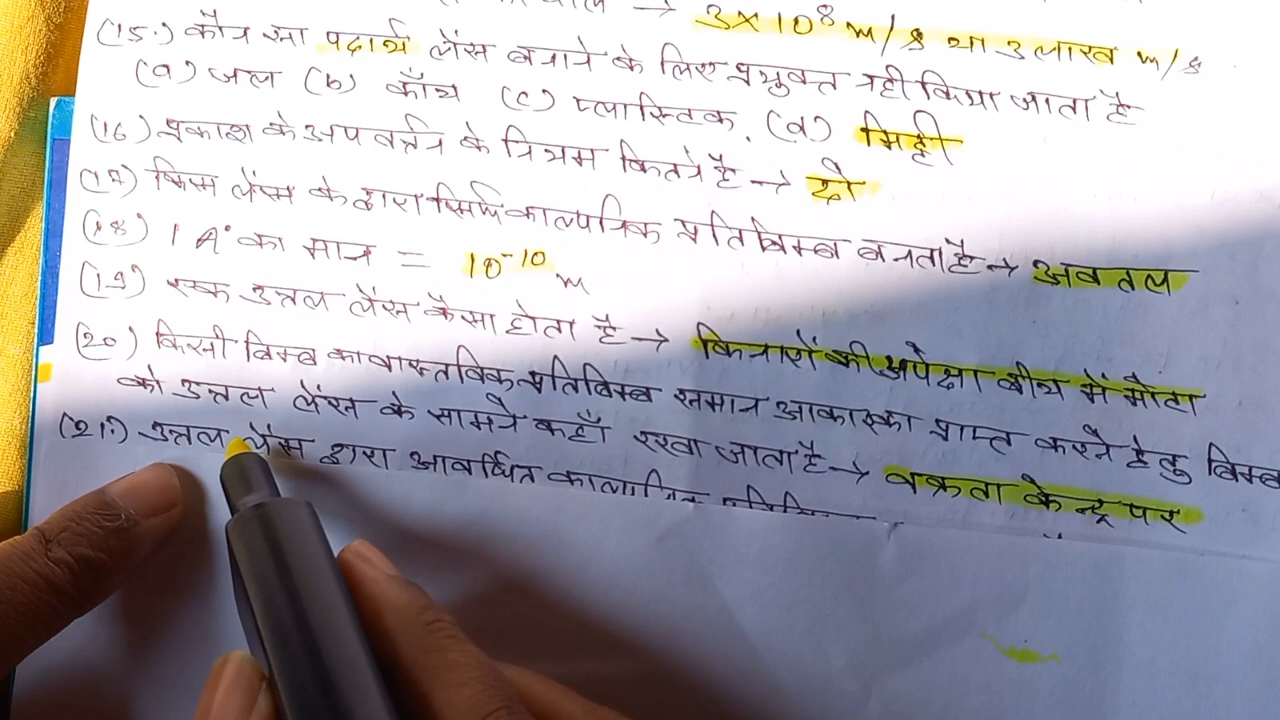 → 3×10⁸ m/s या 3 लाख m/s
(15.) कौन सा पदार्थ लेंस बनाने के लिए प्रयुक्त नहीं किया जाता है
(a) जल (b) काँच (c) प्लास्टिक. (d) मिट्टी
(16) प्रकाश के अपवर्तन के नियम कितने है → दो
(17) किस लेंस के द्वारा सिर्फ काल्पनिक प्रतिबिम्ब बनता है → अवतल
(18) 1 A° का मान = 10⁻¹⁰ m
(19) एक उत्तल लेंस कैसा होता है → किनारों की अपेक्षा बीच में मोटा
(20) किसी बिम्ब का वास्तविक प्रतिबिम्ब समान आकार का प्राप्त करने हेतु बिम्ब
को उत्तल लेंस के सामने कहाँ रखा जाता है → वक्रता केन्द्र पर
(21.) उत्तल लेंस द्वारा आवर्धित काल्पनिक